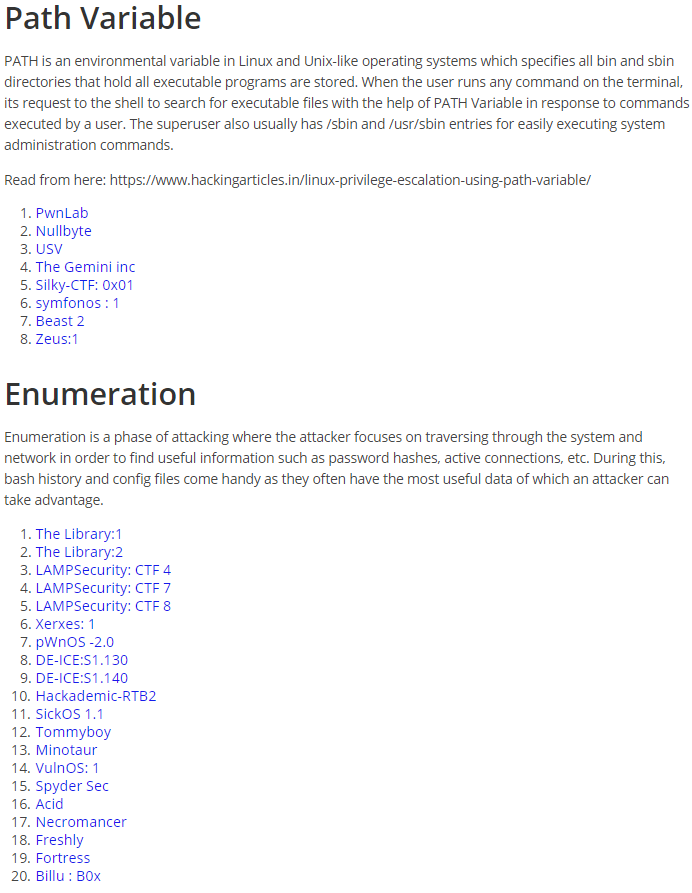 Path Variable
PATH is an environmental variable in Linux and Unix-like operating systems which specifies all bin and sbin
directories that hold all executable programs are stored. When the user runs any command on the terminal,
its request to the shell to search for executable files with the help of PATH Variable in response to commands
executed by a user. The superuser also usually has /sbin and /usr/sbin entries for easily executing system
administration commands.
Read from here: https://www.hackingarticles.in/linux-privilege-escalation-using-path-variable/
1. PwnLab
2. Nullbyte
3. USV
4. The Gemini inc
5. Silky-CTF: 0x01
6. symfonos : 1
7. Beast 2
8. Zeus:1
Enumeration
Enumeration is a phase of attacking where the attacker focuses on traversing through the system and
network in order to find useful information such as password hashes, active connections, etc. During this,
bash history and config files come handy as they often have the most useful data of which an attacker can
take advantage.
1. The Library:1
2. The Library:2
3. LAMPSecurity: CTF 4
4. LAMPSecurity: CTF 7
5. LAMPSecurity: CTF 8
6. Xerxes: 1
7. pWnOS -2.0
8. DE-ICE:S1.130
9. DE-ICE:S1.140
10. Hackademic-RTB2
11. SickOS 1.1
12. Tommyboy
13. Minotaur
14. VulnOS: 1
15. Spyder Sec
16. Acid
17. Necromancer
18. Freshly
19. Fortress
20. Billu : B0x